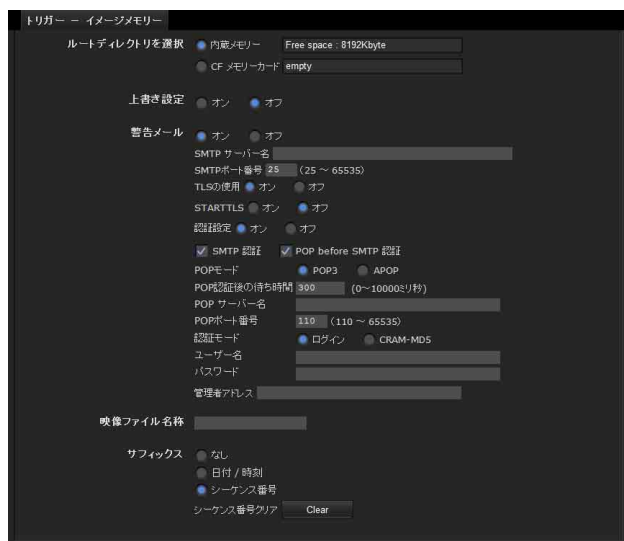 トリガー － イメージメモリー
ルートディレクトリを選択 内蔵メモリー Free space : 8192Kbyte
CF メモリーカード empty
上書き設定 オン オフ
警告メール オン オフ
SMTP サーバー名
SMTPポート番号 25 (25 ～ 65535)
TLSの使用 オン オフ
STARTTLS オン オフ
認証設定 オン オフ
SMTP 認証 POP before SMTP 認証
POPモード POP3 APOP
POP認証後の待ち時間 300 (0～10000ミリ秒)
POP サーバー名
POPポート番号 110 (110 ～ 65535)
認証モード ログイン CRAM-MD5
ユーザー名
パスワード
管理者アドレス
映像ファイル名称
サフィックス なし
日付 / 時刻
シーケンス番号
シーケンス番号クリア Clear